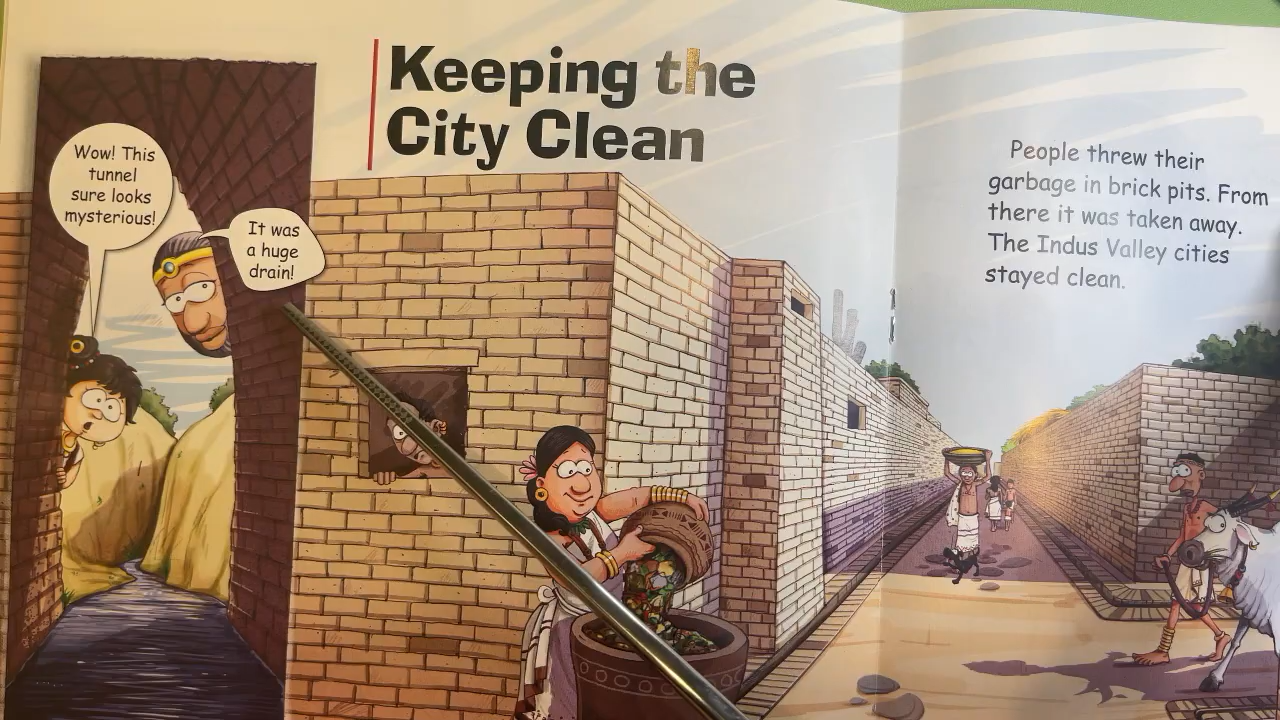 Keeping the
City Clean
Wow! This
tunnel
sure looks
mysterious!
It was
a huge
drain!
People threw their
garbage in brick pits. From
there it was taken away.
The Indus Valley cities
stayed clean.